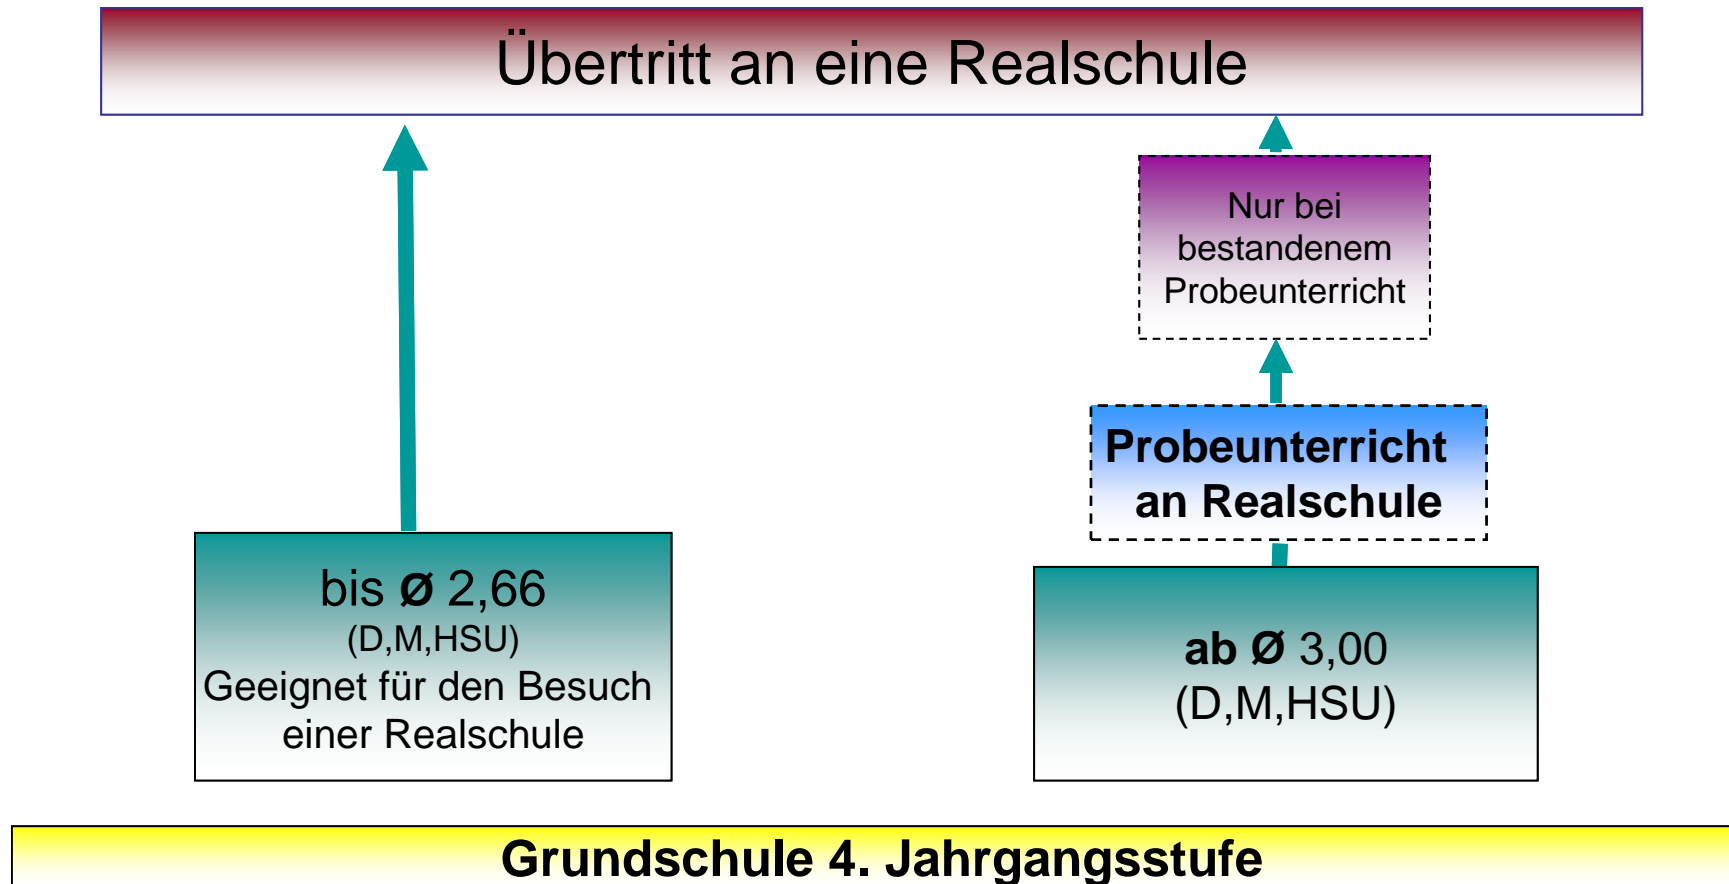 Übertritt an eine Realschule
Nur bei
bestandenem
Probeunterricht
Probeunterricht
an Realschule
bis Ø 2,66
(D,M,HSU)
Geeignet für den Besuch
einer Realschule
ab Ø 3,00
(D,M,HSU)
Grundschule 4. Jahrgangsstufe